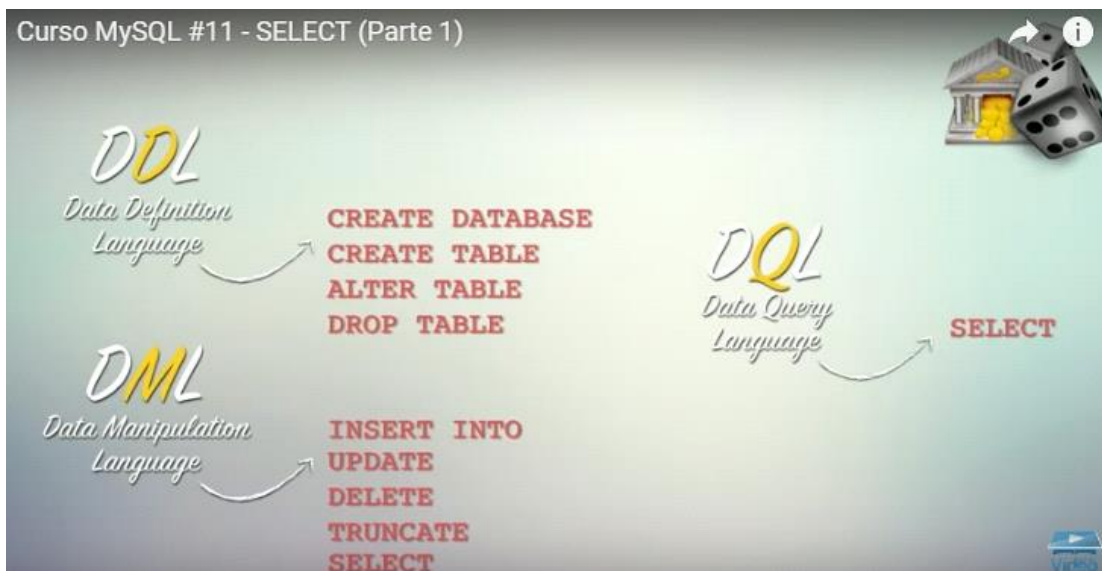 Curso MySQL #11 - SELECT (Parte 1)
DDL
Data Definition
Language
CREATE DATABASE
CREATE TABLE
ALTER TABLE
DROP TABLE
DML
Data Manipulation
Language
INSERT INTO
UPDATE
DELETE
TRUNCATE
SELECT
DQL
Data Query
Language
SELECT
Video